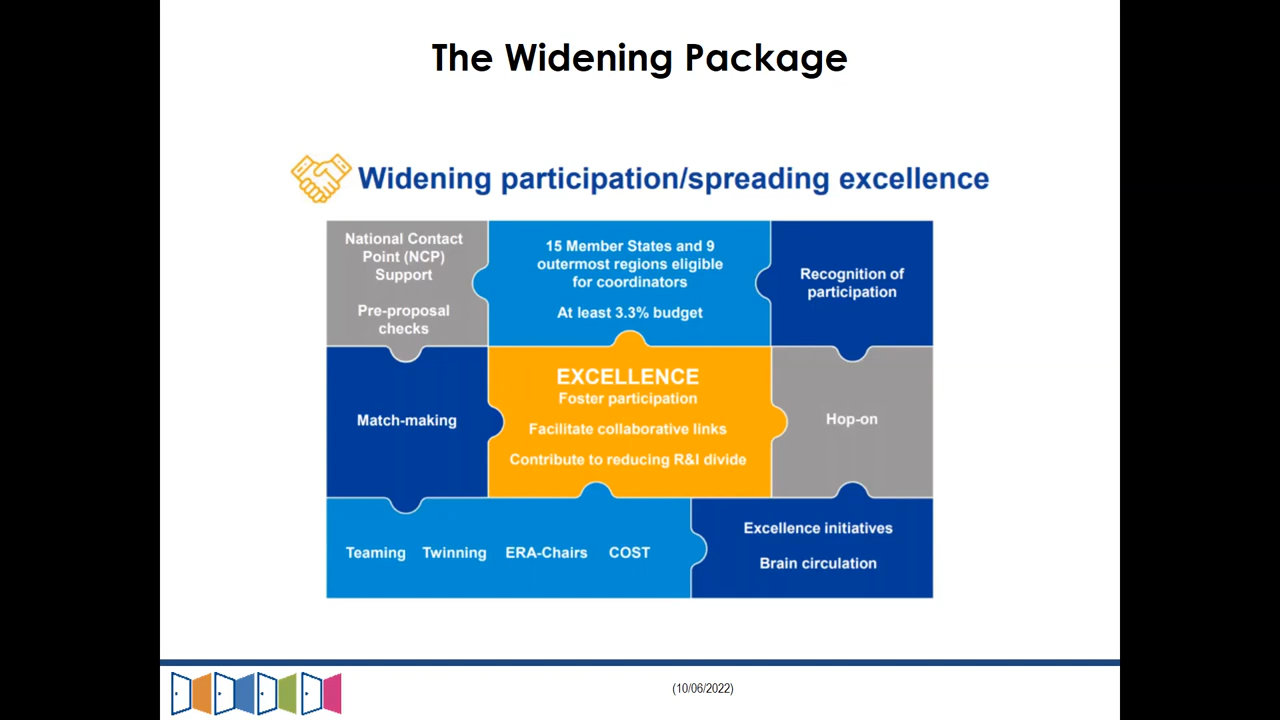 The Widening Package
Widening participation/spreading excellence
National Contact
Point (NCP)
Support
Pre-proposal
checks
15 Member States and 9
outermost regions eligible
for coordinators
At least 3.3% budget
Recognition of
participation
Match-making
EXCELLENCE
Foster participation
Facilitate collaborative links
Contribute to reducing R&I divide
Hop-on
Teaming Twinning ERA-Chairs COST
Excellence initiatives
Brain circulation
(10/06/2022)